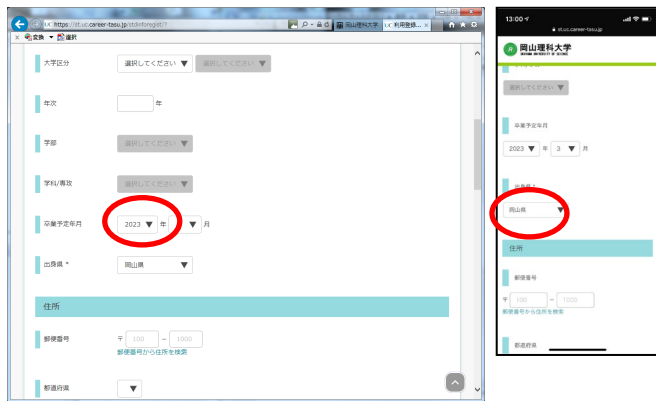 https://st.uc.career-tasu.jp/stdinforegist/?
岡山理科大学
UC 利用登録...
変換 ▼ 選択
大学区分
選択してください ▼ 選択してください ▼
年次
年
学部
選択してください ▼
学科/専攻
選択してください ▼
卒業予定年月
2023 ▼ 年 ▼ 月
出身県 *
岡山県 ▼
住所
郵便番号
〒 100 - 1000
郵便番号から住所を検索
都道府県
▼
13:00
st.uc.career-tasu.jp
岡山理科大学
選択してください ▼
卒業予定年月
2023 ▼ 年 3 ▼ 月
出身県 *
岡山県 ▼
住所
郵便番号
〒 100 - 1000
郵便番号から住所を検索
都道府県